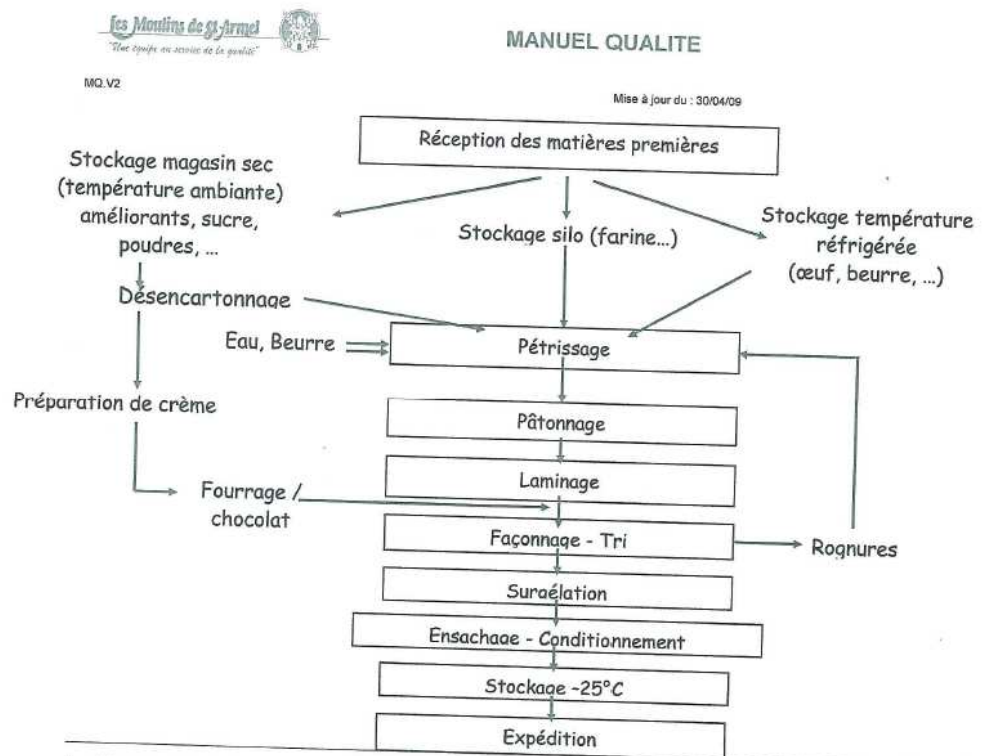 les Moulins de St Armel
"Une équipe au service de la qualité"
MANUEL QUALITE
MQ.V2
Mise à jour du : 30/04/09
Réception des matières premières
Stockage magasin sec
(température ambiante)
améliorants, sucre,
poudres, ...
Stockage silo (farine...)
Stockage température
réfrigérée
(œuf, beurre, ...)
Désencartonnage
Eau, Beurre
Pétrissage
Préparation de crème
Pâtonnage
Laminage
Fourrage /
chocolat
Façonnage - Tri
Rognures
Surgélation
Ensachage - Conditionnement
Stockage -25°C
Expédition